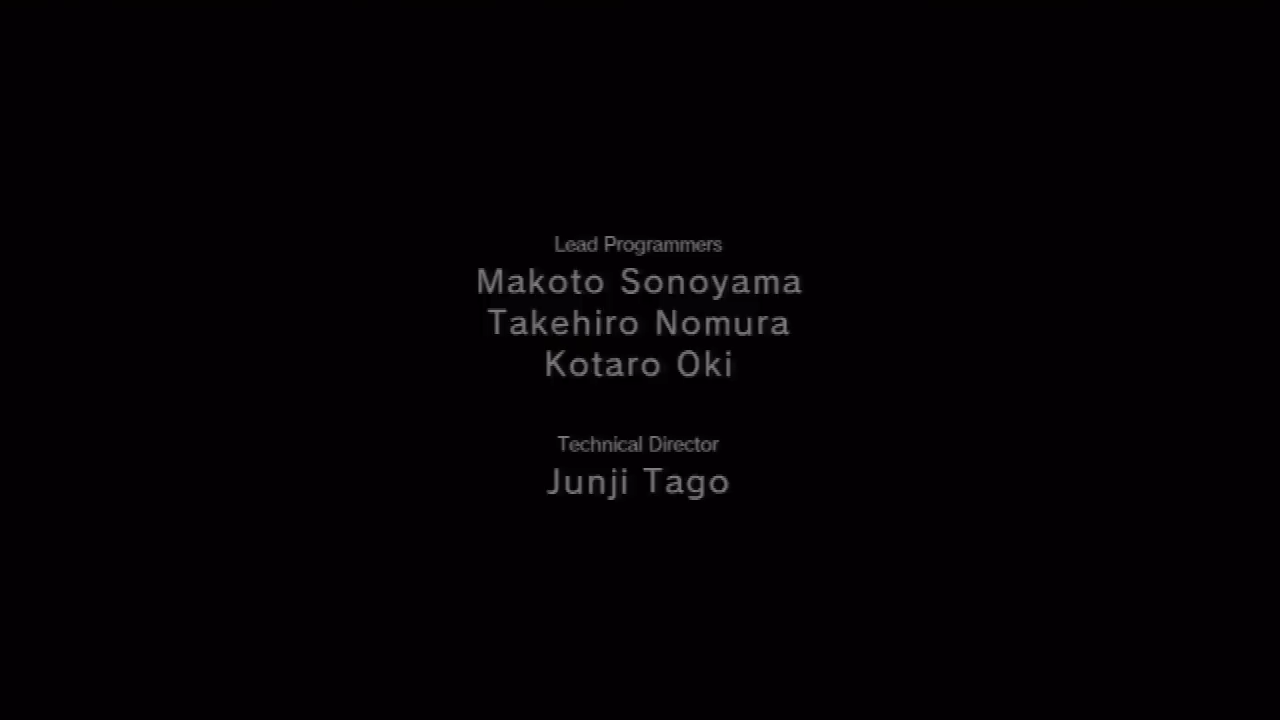 Lead Programmers
Makoto Sonoyama
Takehiro Nomura
Kotaro Oki
Technical Director
Junji Tago